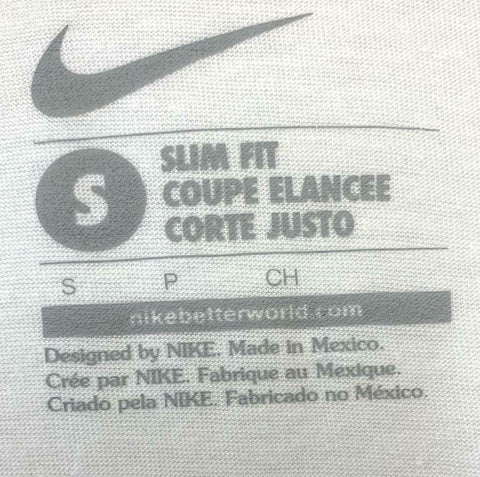 S
SLIM FIT
COUPE ELANCEE
CORTE JUSTO
S P CH
nikebetterworld.com
Designed by NIKE. Made in Mexico.
Crée par NIKE. Fabrique au Mexique.
Criado pela NIKE. Fabricado no México.